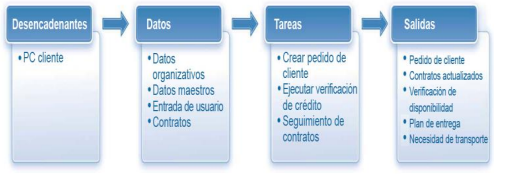 Desencadenantes
• PC cliente
Datos
• Datos
organizativos
• Datos maestros
• Entrada de usuario
• Contratos
Tareas
• Crear pedido de
cliente
• Ejecutar verificación
de crédito
• Seguimiento de
contratos
Salidas
• Pedido de cliente
• Contratos actualizados
• Verificación de
disponibilidad
• Plan de entrega
• Necesidad de transporte